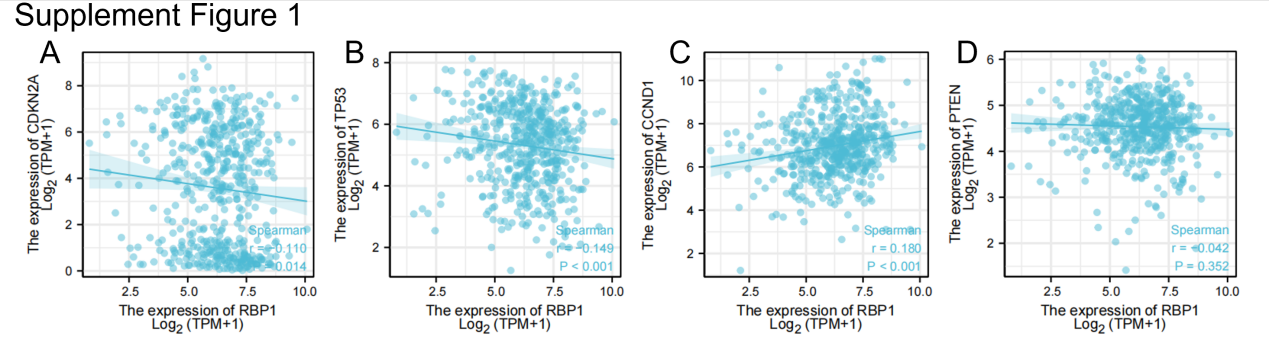 Supplement Figure 1
A
The expression of CDKN2A
Log2 (TPM+1)
8
6
4
2
0
Spearman
r = −0.110
0.014
2.5 5.0 7.5 10.0
The expression of RBP1
Log2 (TPM+1)
B
The expression of TP53
Log2 (TPM+1)
8
6
4
2
Spearman
r = −0.149
P < 0.001
2.5 5.0 7.5 10.0
The expression of RBP1
Log2 (TPM+1)
C
The expression of CCND1
Log2 (TPM+1)
10
8
6
4
2
Spearman
r = 0.180
P < 0.001
2.5 5.0 7.5 10.0
The expression of RBP1
Log2 (TPM+1)
D
The expression of PTEN
Log2 (TPM+1)
6
5
4
3
2
Spearman
r = −0.042
P = 0.352
2.5 5.0 7.5 10.0
The expression of RBP1
Log2 (TPM+1)